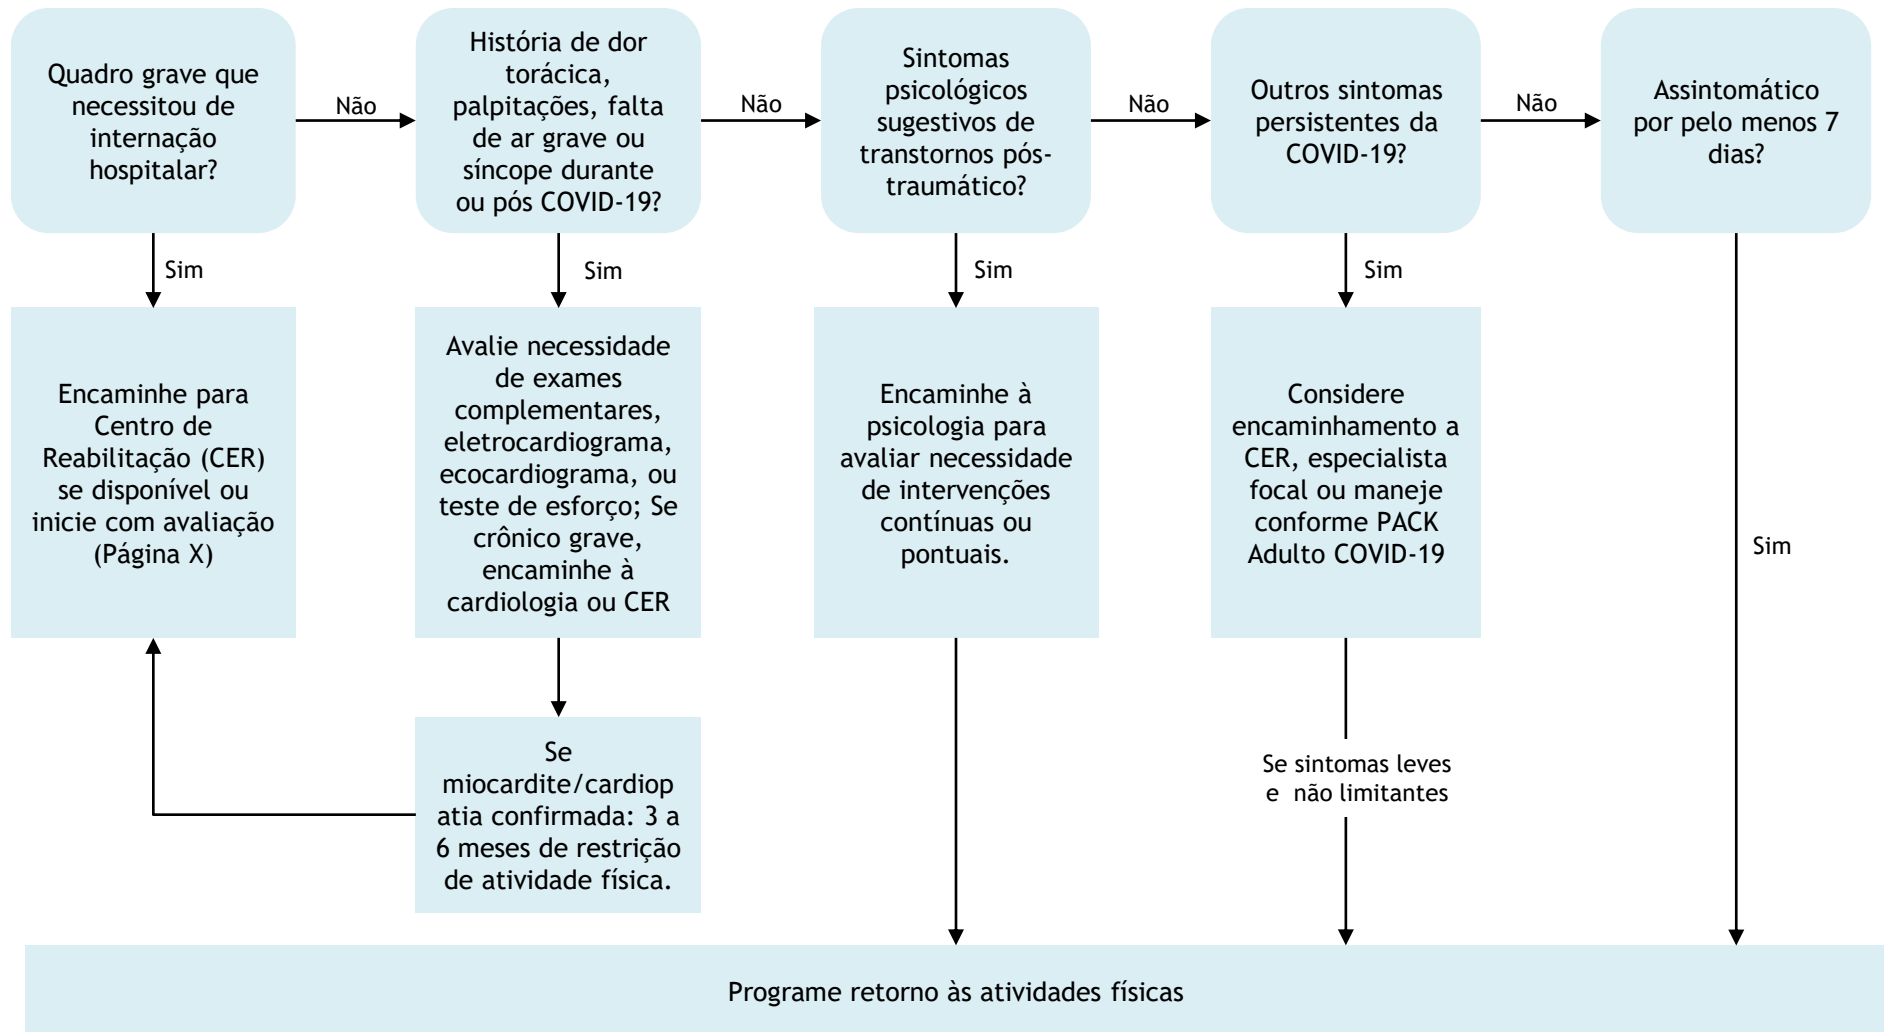 Quadro grave que
necessitou de
internação
hospitalar?
Não
História de dor
torácica,
palpitações, falta
de ar grave ou
síncope durante
ou pós COVID-19?
Não
Sintomas
psicológicos
sugestivos de
transtornos pós-
traumático?
Não
Outros sintomas
persistentes da
COVID-19?
Não
Assintomático
por pelo menos 7
dias?
Sim
Sim
Sim
Sim
Encaminhe para
Centro de
Reabilitação (CER)
se disponível ou
inicie com avaliação
(Página X)
Avalie necessidade
de exames
complementares,
eletrocardiograma,
ecocardiograma, ou
teste de esforço; Se
crônico grave,
encaminhe à
cardiologia ou CER
Encaminhe à
psicologia para
avaliar necessidade
de intervenções
contínuas ou
pontuais.
Considere
encaminhamento a
CER, especialista
focal ou maneje
conforme PACK
Adulto COVID-19
Sim
Se
miocardite/cardiop
atia confirmada: 3 a
6 meses de restrição
de atividade física.
Se sintomas leves
e não limitantes
Programe retorno às atividades físicas